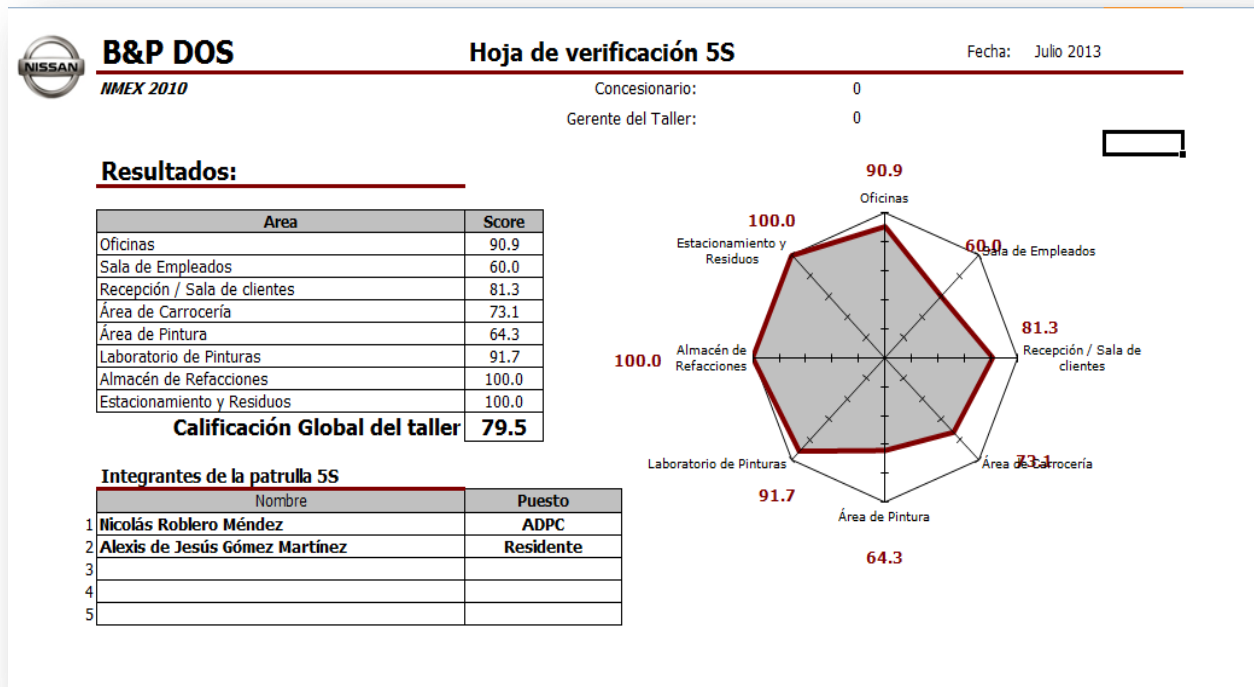 NISSAN
B&P DOS
Hoja de verificación 5S
Fecha: Julio 2013
NMEX 2010
Concesionario: 0
Gerente del Taller: 0
Resultados:
Area Score
Oficinas 90.9
Sala de Empleados 60.0
Recepción / Sala de clientes 81.3
Área de Carrocería 73.1
Área de Pintura 64.3
Laboratorio de Pinturas 91.7
Almacén de Refacciones 100.0
Estacionamiento y Residuos 100.0
Calificación Global del taller 79.5
Integrantes de la patrulla 5S
Nombre Puesto
1 Nicolás Roblero Méndez ADPC
2 Alexis de Jesús Gómez Martínez Residente
3
4
5
90.9
Oficinas
60.0
Sala de Empleados
81.3
Recepción / Sala de
clientes
73.1
Área de Carrocería
Área de Pintura
64.3
Laboratorio de Pinturas
91.7
100.0
Almacén de
Refacciones
100.0
Estacionamiento y
Residuos